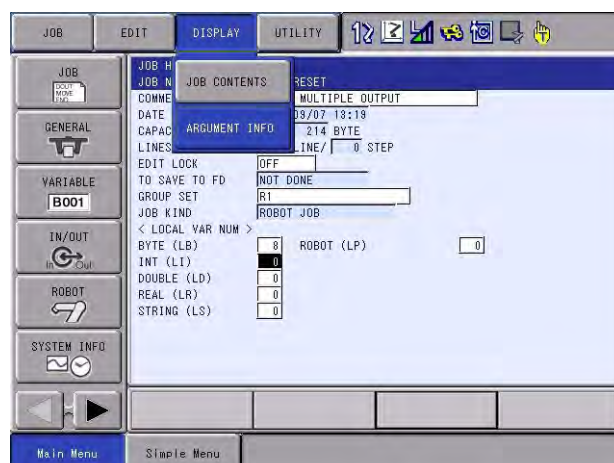 JOB EDIT DISPLAY UTILITY
JOB
DOUT
MOVE
END
GENERAL
VARIABLE
B001
IN/OUT
In Out
ROBOT
SYSTEM INFO
JOB CONTENTS
ARGUMENT INFO
JOB H
JOB N RESET
COMME MULTIPLE OUTPUT
DATE 09/07 13:19
CAPAC 214 BYTE
LINES LINE/ 0 STEP
EDIT LOCK OFF
TO SAVE TO FD NOT DONE
GROUP SET R1
JOB KIND ROBOT JOB
< LOCAL VAR NUM >
BYTE (LB) 8 ROBOT (LP) 0
INT (LI) 0
DOUBLE (LD) 0
REAL (LR) 0
STRING (LS) 0
Main Menu Simple Menu